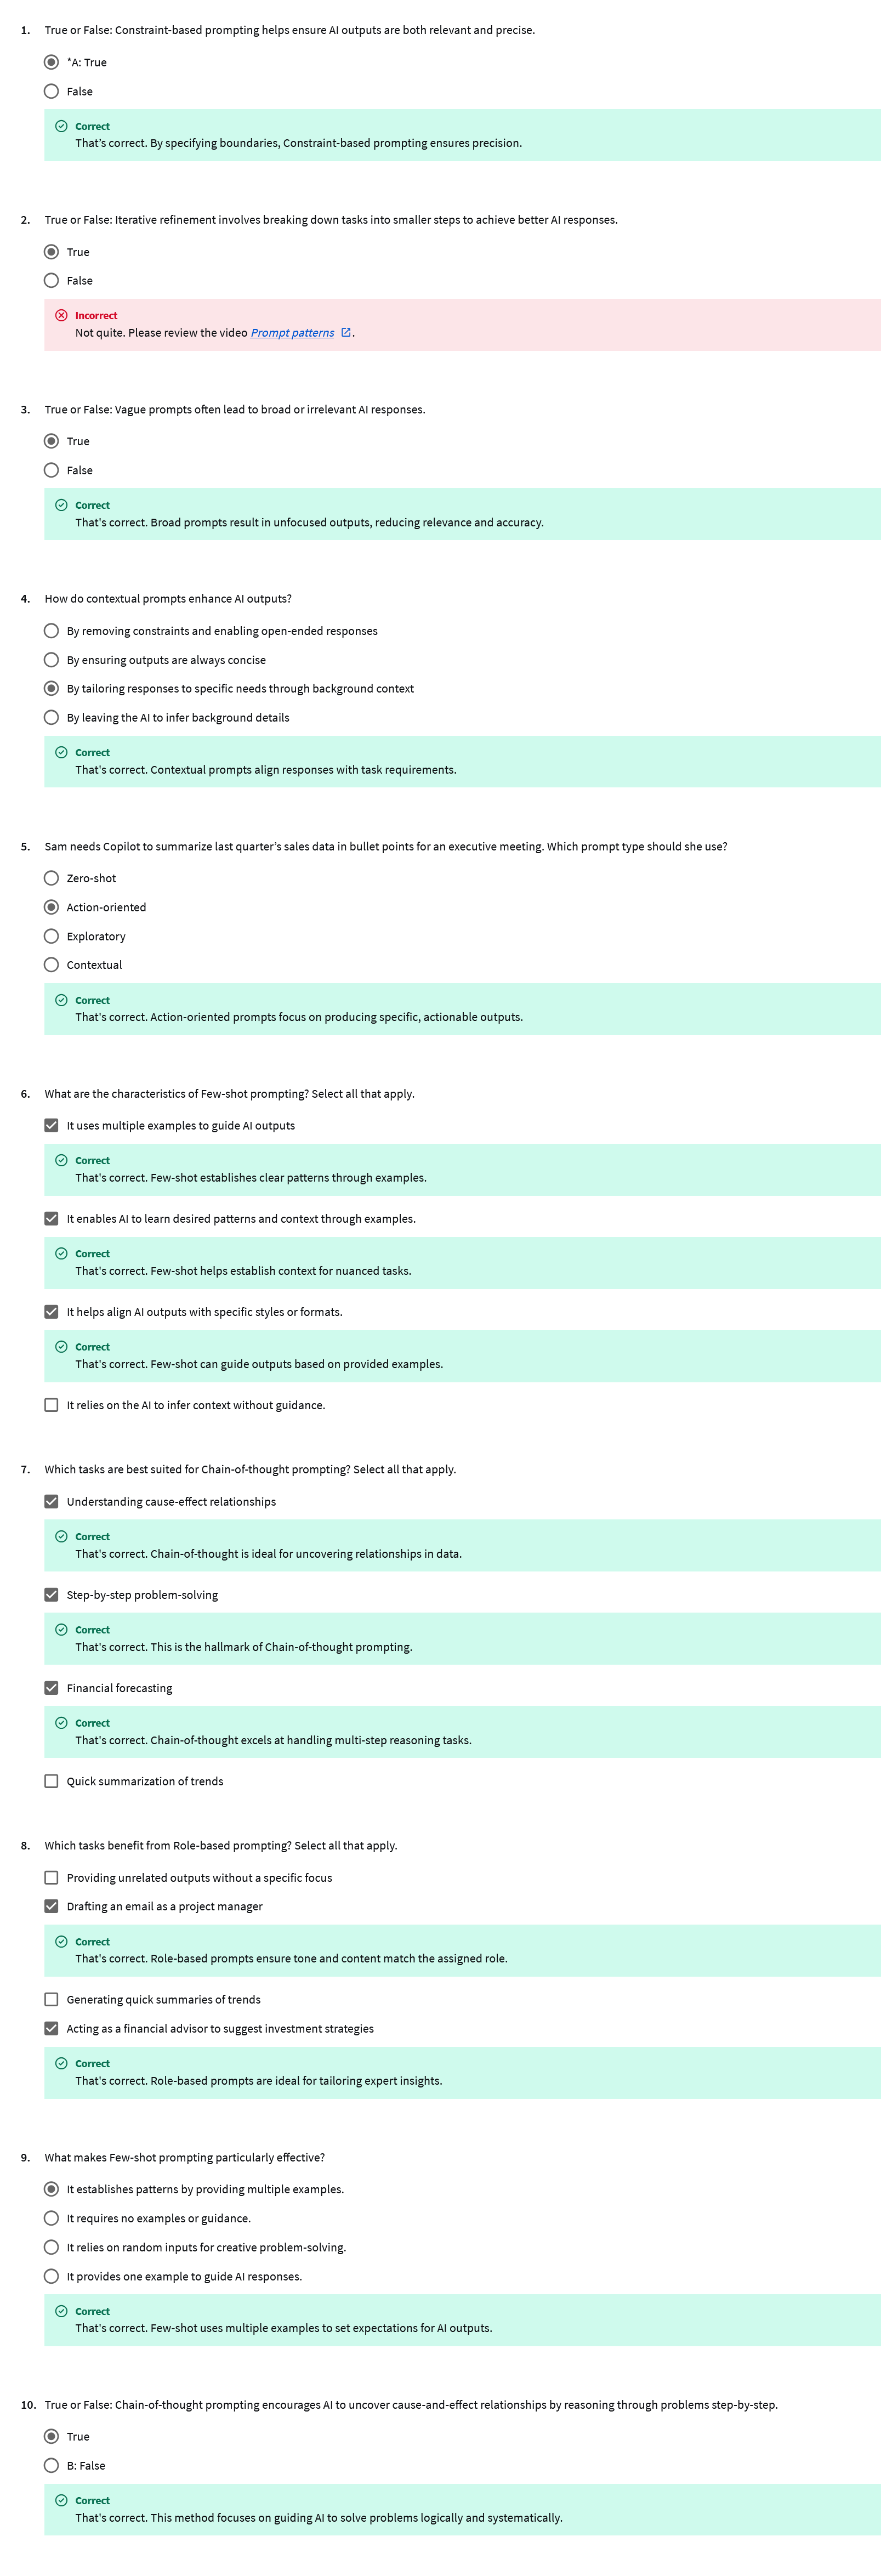 1. True or False: Constraint-based prompting helps ensure AI outputs are both relevant and precise.
*A: True
False
Correct
That's correct. By specifying boundaries, Constraint-based prompting ensures precision.
2. True or False: Iterative refinement involves breaking down tasks into smaller steps to achieve better AI responses.
True
False
Incorrect
Not quite. Please review the video Prompt patterns .
3. True or False: Vague prompts often lead to broad or irrelevant AI responses.
True
False
Correct
That's correct. Broad prompts result in unfocused outputs, reducing relevance and accuracy.
4. How do contextual prompts enhance AI outputs?
By removing constraints and enabling open-ended responses
By ensuring outputs are always concise
By tailoring responses to specific needs through background context
By leaving the AI to infer background details
Correct
That's correct. Contextual prompts align responses with task requirements.
5. Sam needs Copilot to summarize last quarter's sales data in bullet points for an executive meeting. Which prompt type should she use?
Zero-shot
Action-oriented
Exploratory
Contextual
Correct
That's correct. Action-oriented prompts focus on producing specific, actionable outputs.
6. What are the characteristics of Few-shot prompting? Select all that apply.
It uses multiple examples to guide AI outputs
Correct
That's correct. Few-shot establishes clear patterns through examples.
It enables AI to learn desired patterns and context through examples.
Correct
That's correct. Few-shot helps establish context for nuanced tasks.
It helps align AI outputs with specific styles or formats.
Correct
That's correct. Few-shot can guide outputs based on provided examples.
It relies on the AI to infer context without guidance.
7. Which tasks are best suited for Chain-of-thought prompting? Select all that apply.
Understanding cause-effect relationships
Correct
That's correct. Chain-of-thought is ideal for uncovering relationships in data.
Step-by-step problem-solving
Correct
That's correct. This is the hallmark of Chain-of-thought prompting.
Financial forecasting
Correct
That's correct. Chain-of-thought excels at handling multi-step reasoning tasks.
Quick summarization of trends
8. Which tasks benefit from Role-based prompting? Select all that apply.
Providing unrelated outputs without a specific focus
Drafting an email as a project manager
Correct
That's correct. Role-based prompts ensure tone and content match the assigned role.
Generating quick summaries of trends
Acting as a financial advisor to suggest investment strategies
Correct
That's correct. Role-based prompts are ideal for tailoring expert insights.
9. What makes Few-shot prompting particularly effective?
It establishes patterns by providing multiple examples.
It requires no examples or guidance.
It relies on random inputs for creative problem-solving.
It provides one example to guide AI responses.
Correct
That's correct. Few-shot uses multiple examples to set expectations for AI outputs.
10. True or False: Chain-of-thought prompting encourages AI to uncover cause-and-effect relationships by reasoning through problems step-by-step.
True
B: False
Correct
That's correct. This method focuses on guiding AI to solve problems logically and systematically.